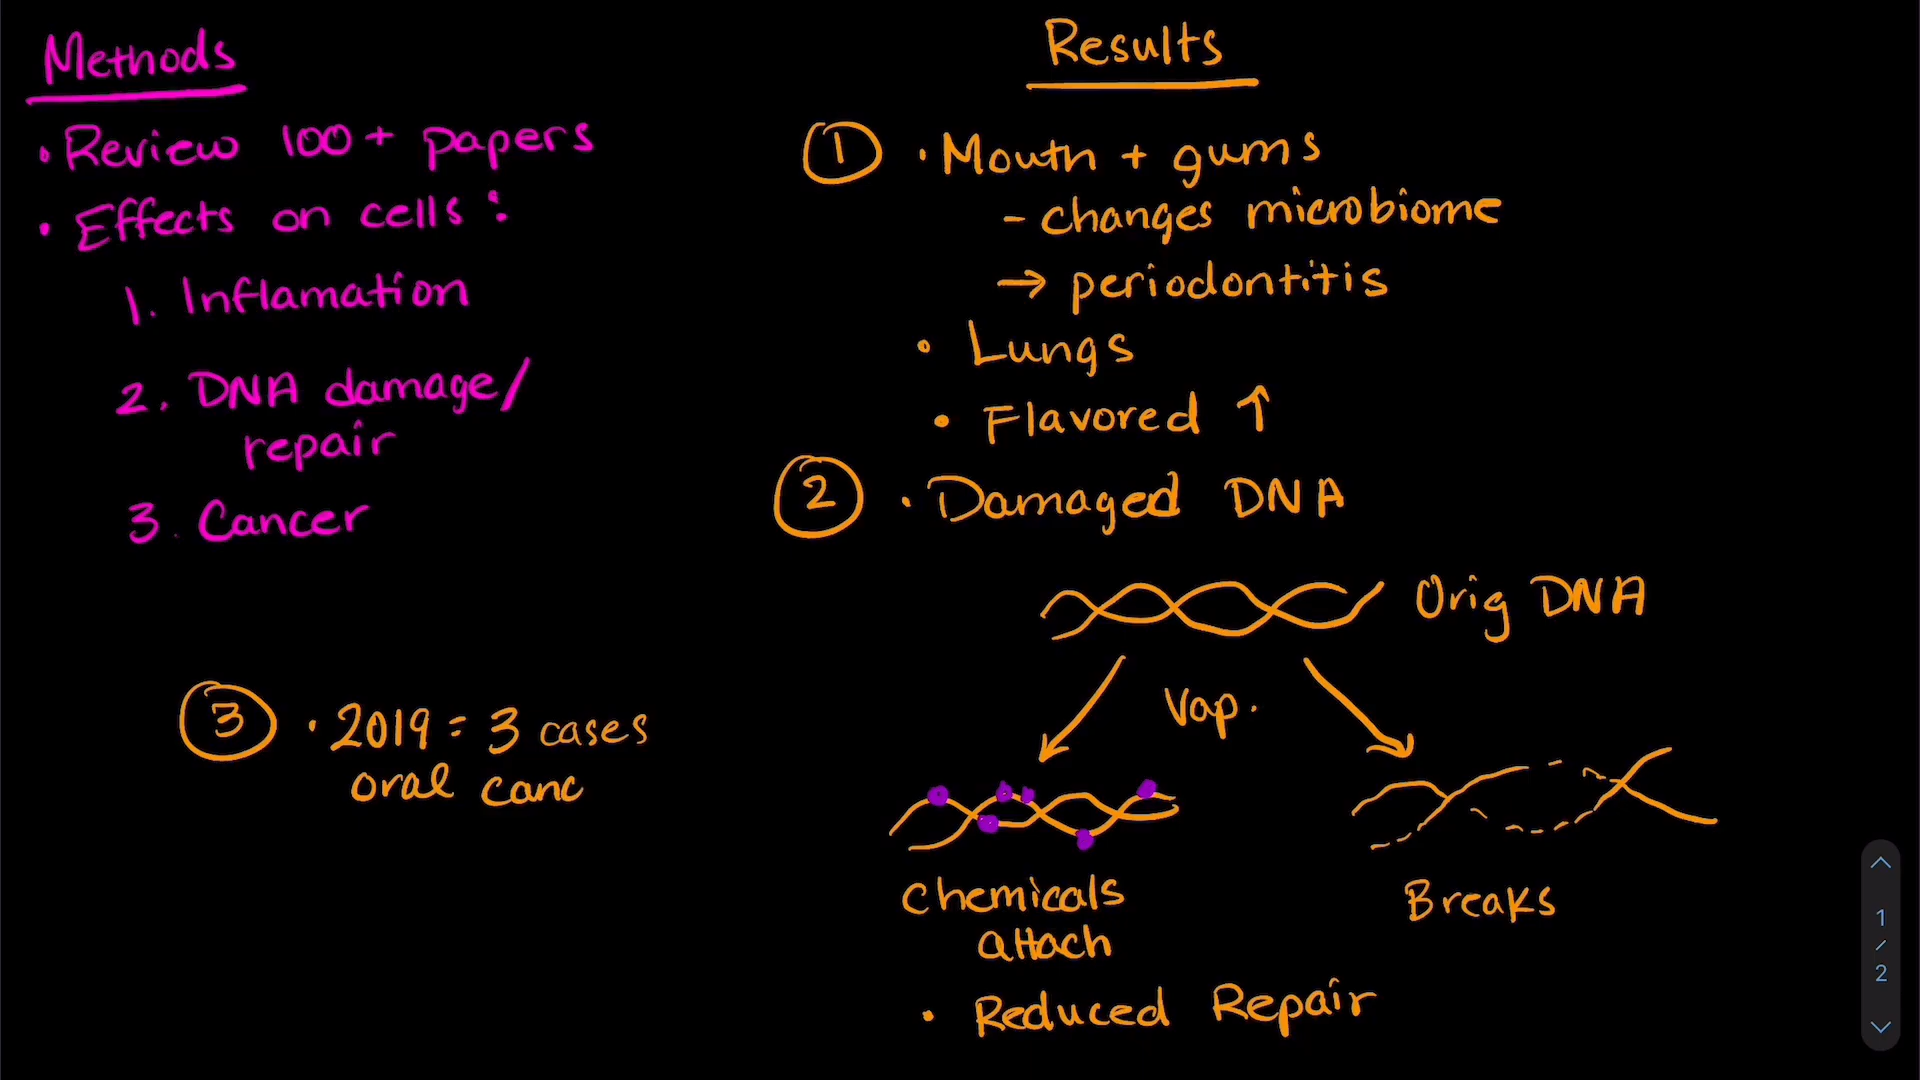 Methods
• Review 100+ papers
• Effects on cells:
1. Inflamation
2. DNA damage/
repair
3. Cancer
Results
1 • Mouth + gums
- changes microbiome
→ periodontitis
• Lungs
• Flavored ↑
2 • Damaged DNA
Orig DNA
Vap.
Chemicals
attach
Breaks
• Reduced Repair
3 • 2019 = 3 cases
oral canc
1
/
2